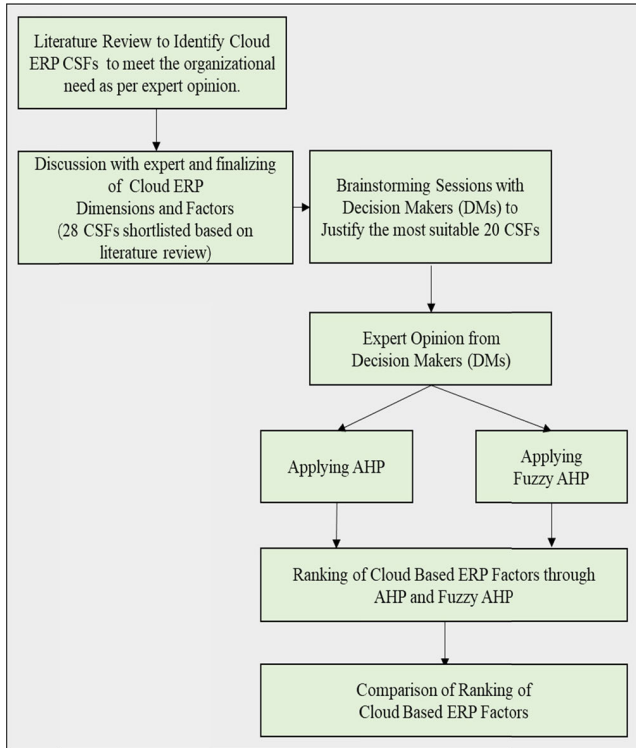 Literature Review to Identify Cloud
ERP CSFs to meet the organizational
need as per expert opinion.
Discussion with expert and finalizing
of Cloud ERP
Dimensions and Factors
(28 CSFs shortlisted based on
literature review)
Brainstorming Sessions with
Decision Makers (DMs) to
Justify the most suitable 20 CSFs
Expert Opinion from
Decision Makers (DMs)
Applying AHP
Applying
Fuzzy AHP
Ranking of Cloud Based ERP Factors through
AHP and Fuzzy AHP
Comparison of Ranking of
Cloud Based ERP Factors